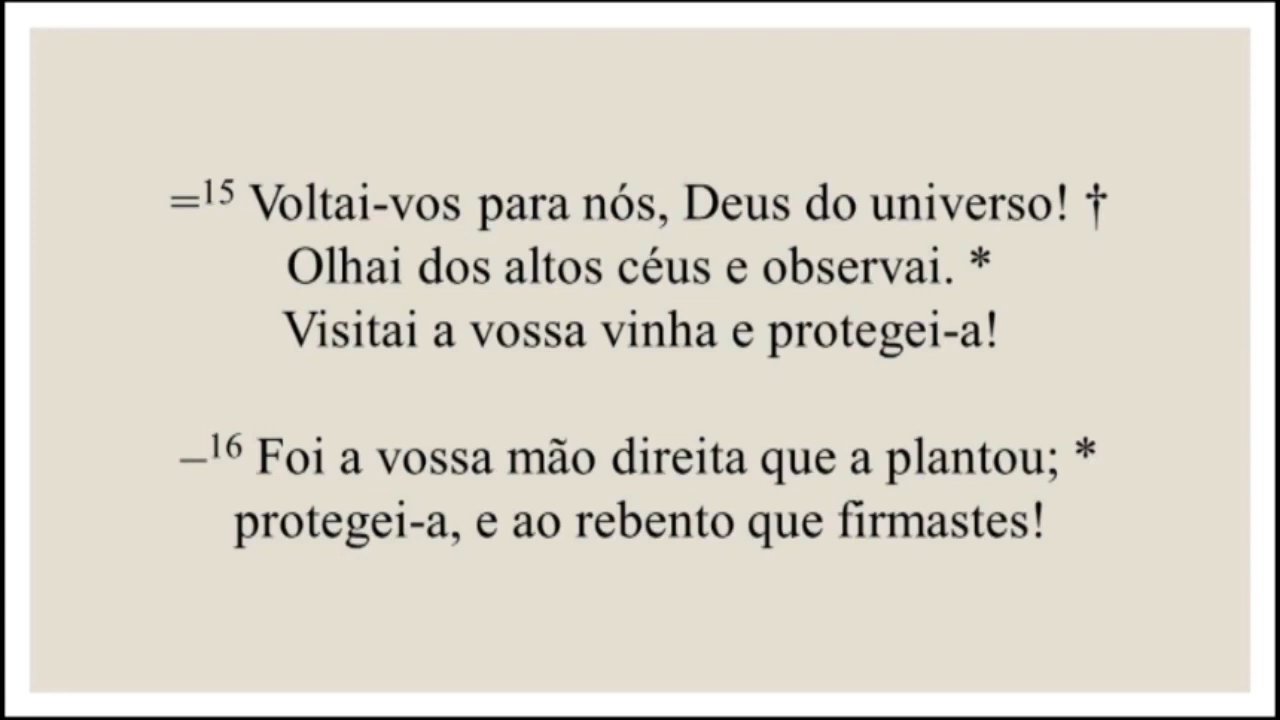 =15 Voltai-vos para nós, Deus do universo! †
Olhai dos altos céus e observai. *
Visitai a vossa vinha e protegei-a!
–16 Foi a vossa mão direita que a plantou; *
protegei-a, e ao rebento que firmastes!